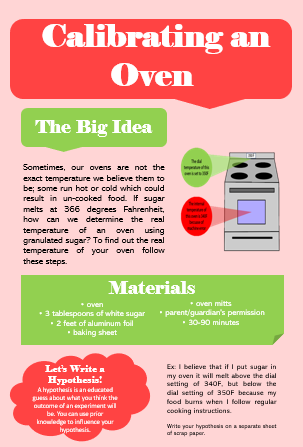 Calibrating an
Oven
The Big Idea
Sometimes, our ovens are not the
exact temperature we believe them to
be; some run hot or cold which could
result in un-cooked food. If sugar
melts at 366 degrees Fahrenheit,
how can we determine the real
temperature of an oven using
granulated sugar? To find out the real
temperature of your oven follow
these steps.
The dial
temperature of
this oven is set to 350F
Materials
• oven
• 3 tablespoons of white sugar
• 2 feet of aluminum foil
• baking sheet
• oven mitts
• parent/guardian's permission
• 30-90 minutes
Let's Write a
Hypothesis!
A hypothesis is an educated
guess about what you think the
outcome of an experiment will
be. You can use prior
knowledge to influence your
hypothesis.
Ex: I believe that if I put sugar in
my oven it will melt above the dial
setting of 340F, but below the
dial setting of 350F because my
food burns when I follow regular
cooking instructions.
Write your hypothesis on a separate sheet
of scrap paper.